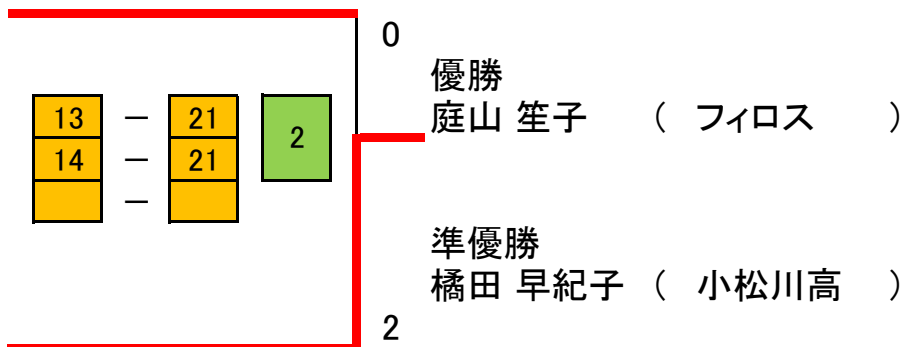 0
優勝
庭山 笙子 ( フィロス )
13 － 21 2
14 － 21
－
準優勝
橘田 早紀子 ( 小松川高 )
2